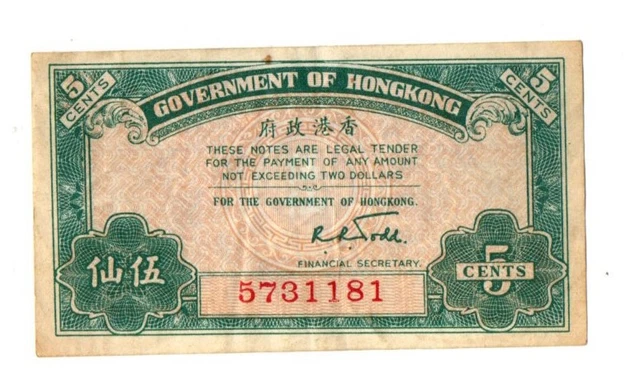 5 CENTS
5 CENTS
GOVERNMENT OF HONGKONG
府政港香
THESE NOTES ARE LEGAL TENDER
FOR THE PAYMENT OF ANY AMOUNT
NOT EXCEEDING TWO DOLLARS
FOR THE GOVERNMENT OF HONGKONG.
R. R. Todd.
FINANCIAL SECRETARY.
仙伍
5 CENTS
5731181